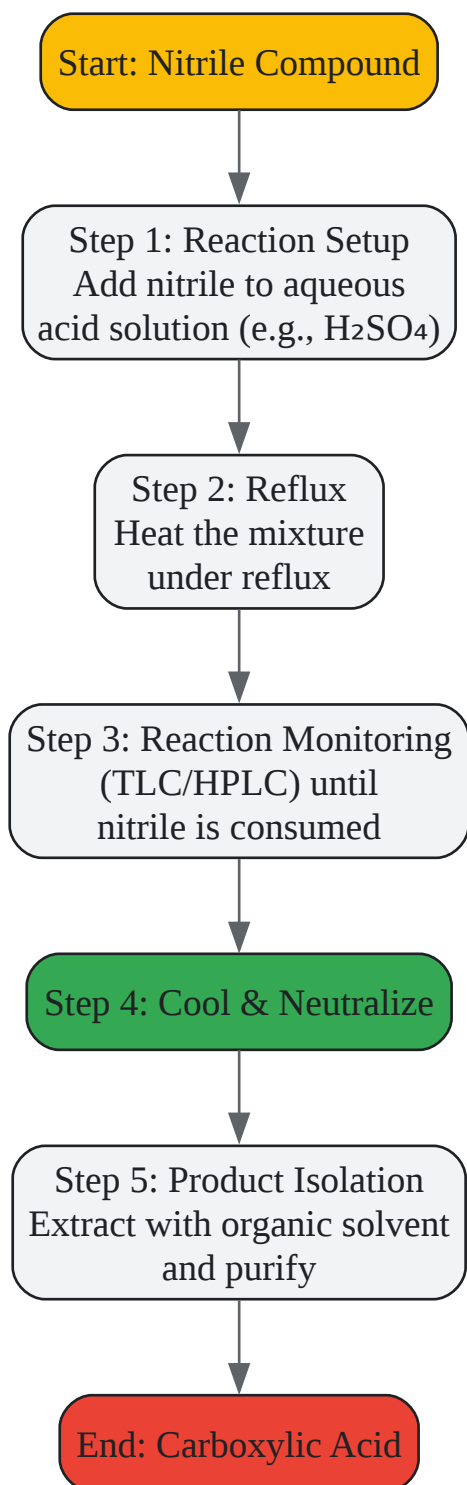 Start: Nitrile Compound
Step 1: Reaction Setup
Add nitrile to aqueous
acid solution (e.g., H₂SO₄)
Step 2: Reflux
Heat the mixture
under reflux
Step 3: Reaction Monitoring
(TLC/HPLC) until
nitrile is consumed
Step 4: Cool & Neutralize
Step 5: Product Isolation
Extract with organic solvent
and purify
End: Carboxylic Acid